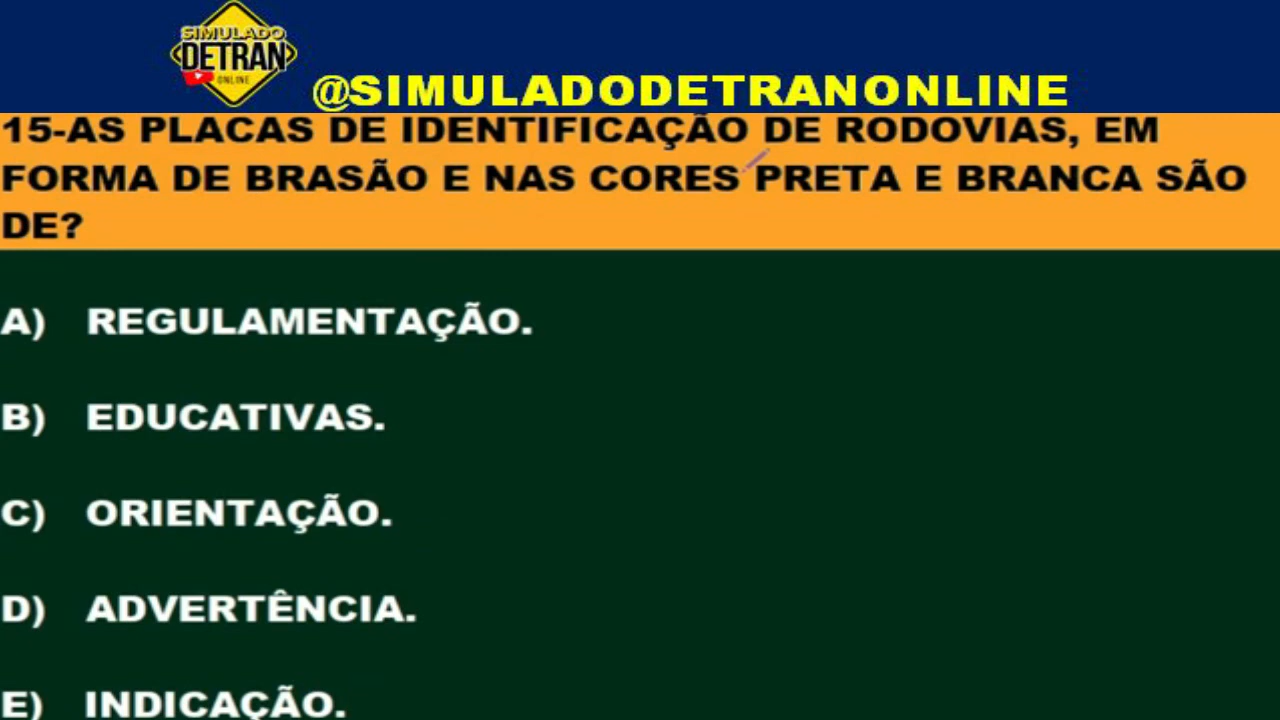 SIMULADO
DETRAN
ONLINE
@SIMULADODETRANONLINE
15-AS PLACAS DE IDENTIFICAÇÃO DE RODOVIAS, EM
FORMA DE BRASÃO E NAS CORES PRETA E BRANCA SÃO
DE?
A) REGULAMENTAÇÃO.
B) EDUCATIVAS.
C) ORIENTAÇÃO.
D) ADVERTÊNCIA.
E) INDICAÇÃO.